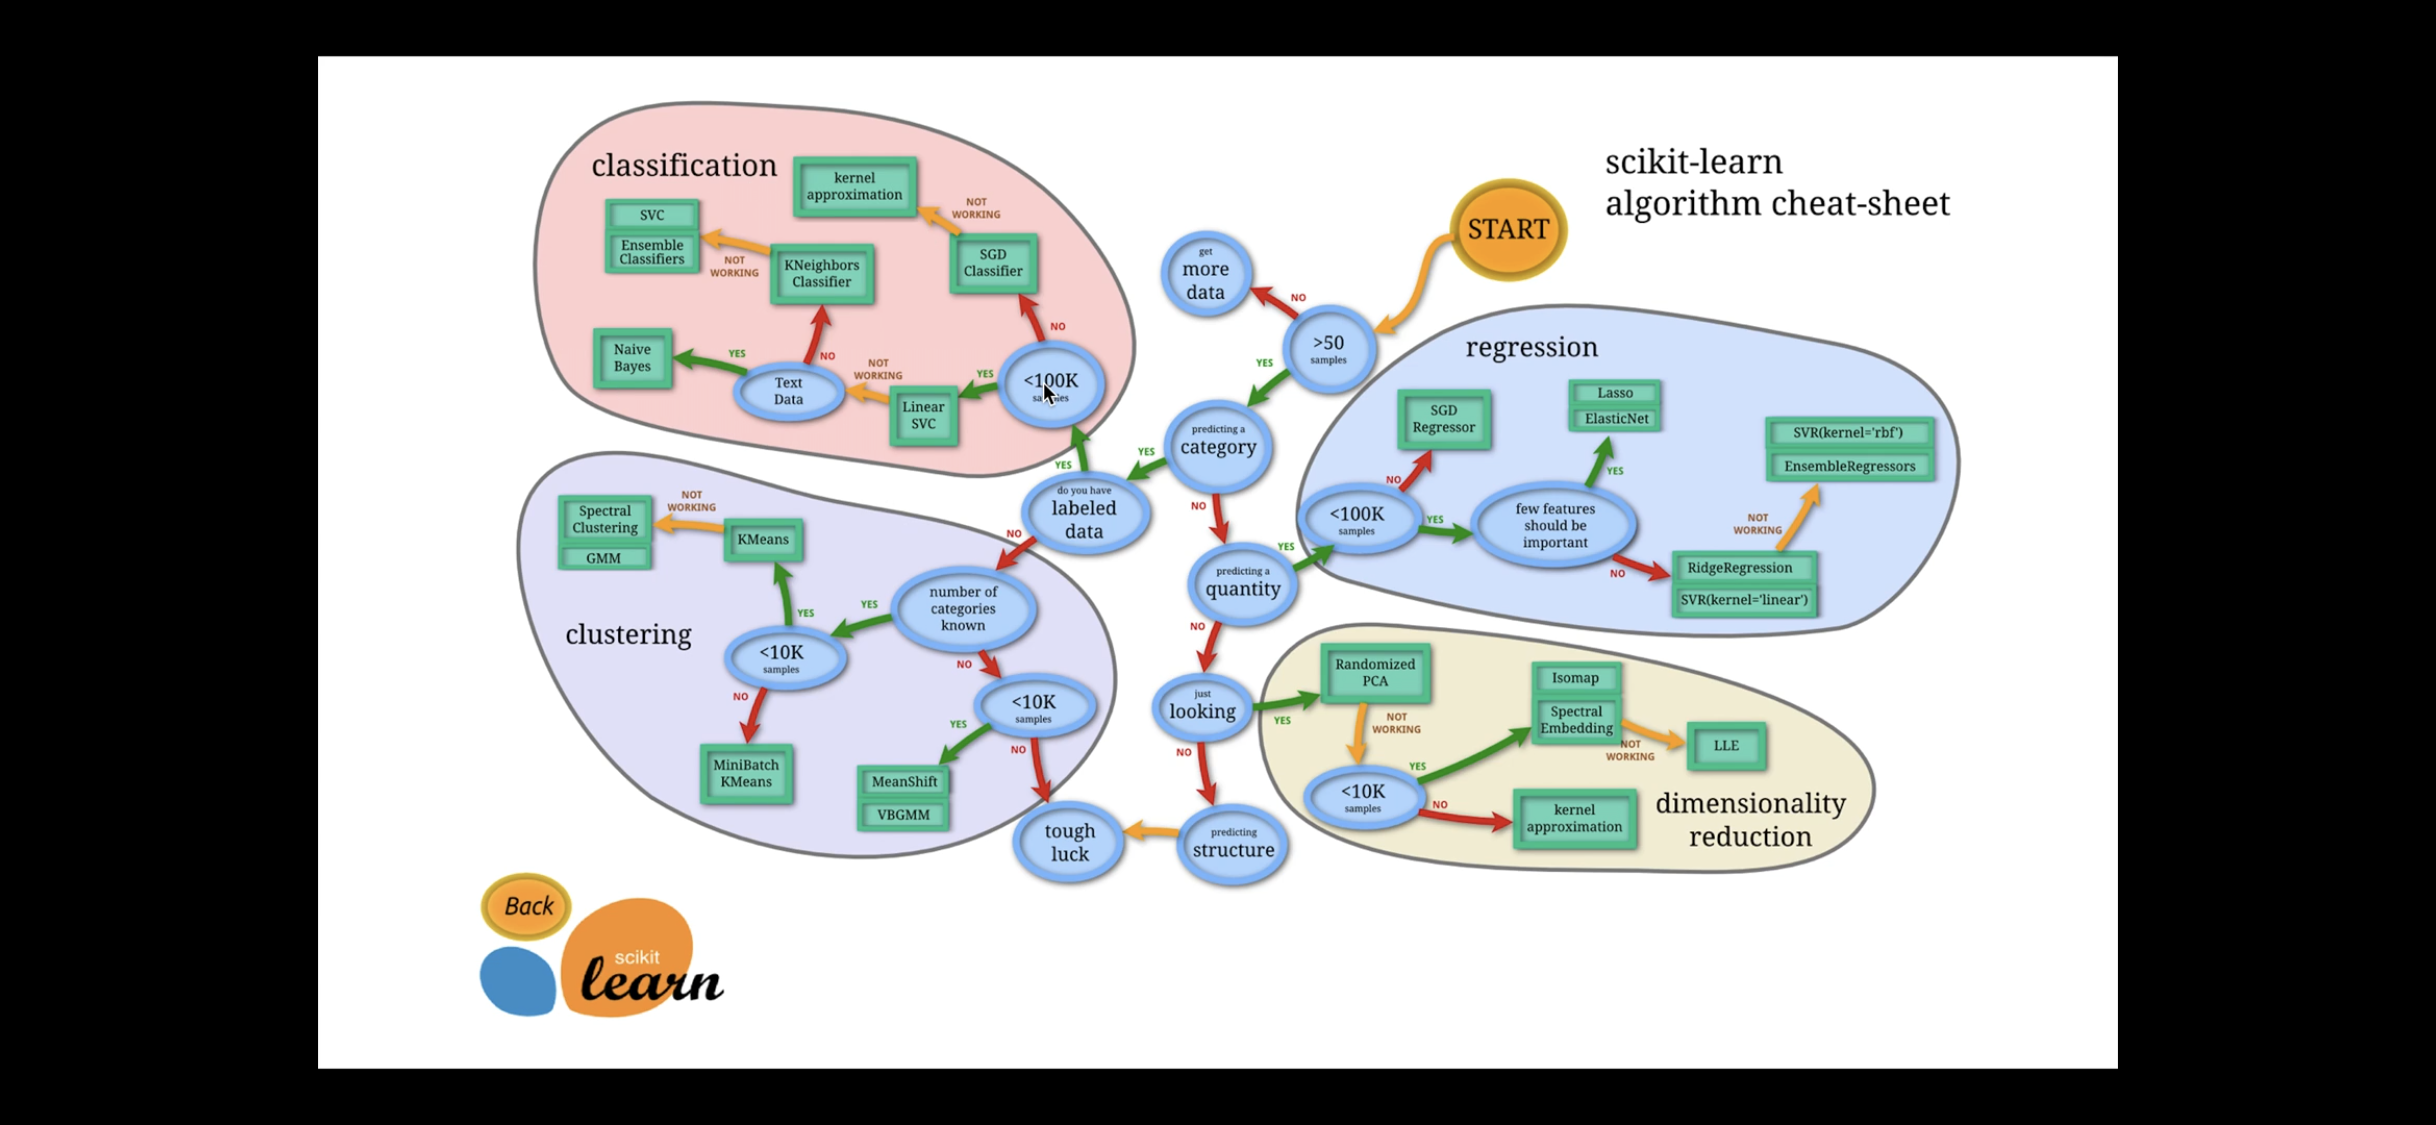 scikit-learn
algorithm cheat-sheet
START
classification
kernel
approximation
NOT
WORKING
SVC
Ensemble
Classifiers
NOT
WORKING
KNeighbors
Classifier
SGD
Classifier
NO
Naive
Bayes
YES
Text
Data
NO
NOT
WORKING
Linear
SVC
YES
<100K
get
more
data
NO
>50
samples
YES
predicting a
category
YES
NO
do you have
labeled
data
YES
NO
predicting a
quantity
YES
NO
just
looking
YES
NO
predicting
structure
tough
luck
regression
SGD
Regressor
Lasso
ElasticNet
SVR(kernel='rbf')
EnsembleRegressors
<100K
samples
NO
YES
few features
should be
important
YES
NO
NOT
WORKING
RidgeRegression
SVR(kernel='linear')
clustering
Spectral
Clustering
GMM
NOT
WORKING
KMeans
YES
number of
categories
known
YES
NO
<10K
samples
NO
MiniBatch
KMeans
<10K
samples
YES
NO
MeanShift
VBGMM
dimensionality
reduction
Randomized
PCA
NOT
WORKING
<10K
samples
YES
NO
Isomap
Spectral
Embedding
NOT
WORKING
LLE
kernel
approximation
Back
scikit
learn